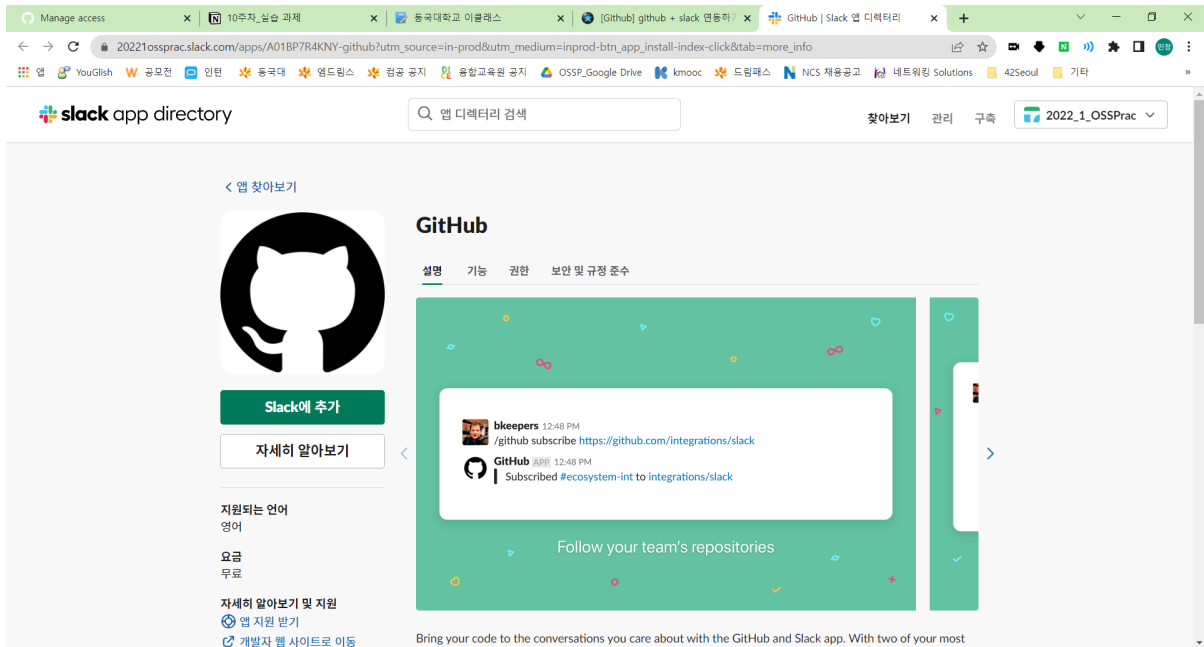 Manage access
10주차_실습 과제
동국대학교 이클래스
[Github] github + slack 연동하기
GitHub | Slack 앱 디렉터리
20221ossprac.slack.com/apps/A01BP7R4KNY-github?utm_source=in-prod&utm_medium=inprod-btn_app_install-index-click&tab=more_info
민정
앱 YouGlish 공모전 인턴 동국대 엠드림스 컴공 공지 융합교육원 공지 OSSP_Google Drive kmooc 드림패스 NCS 채용공고 네트워킹 Solutions 42Seoul 기타 »
slack app directory
앱 디렉터리 검색
찾아보기 관리 구축
2022_1_OSSPrac
앱 찾아보기
GitHub
설명 기능 권한 보안 및 규정 준수
Slack에 추가
자세히 알아보기
지원되는 언어
영어
요금
무료
자세히 알아보기 및 지원
앱 지원 받기
개발자 웹 사이트로 이동
bkeepers 12:48 PM
/github subscribe https://github.com/integrations/slack
GitHub APP 12:48 PM
Subscribed #ecosystem-int to integrations/slack
Follow your team's repositories
Bring your code to the conversations you care about with the GitHub and Slack app. With two of your most